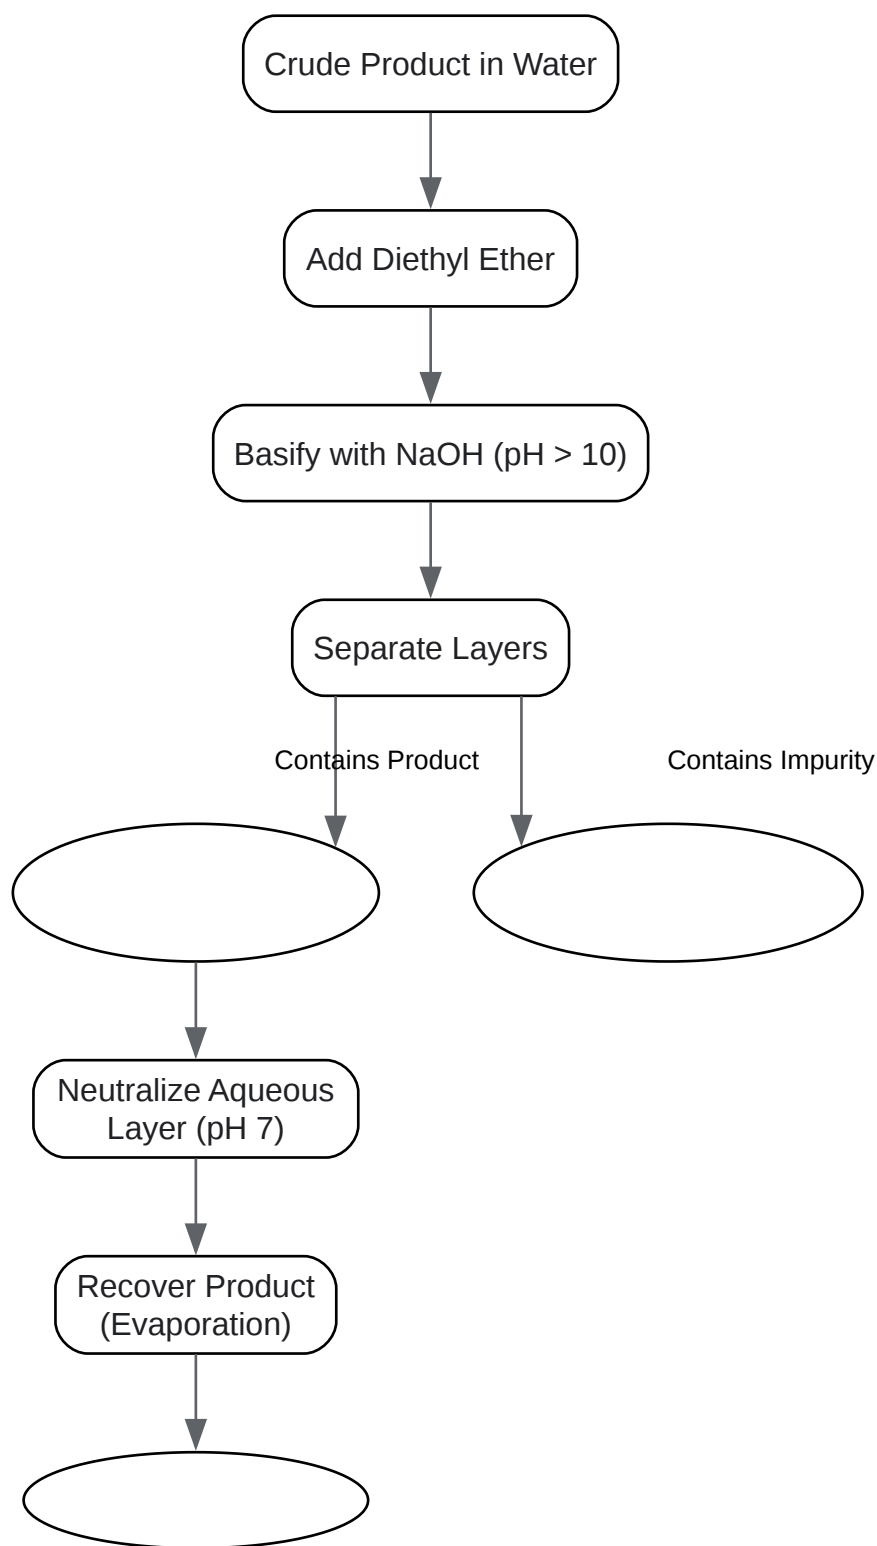 Crude Product in Water
Add Diethyl Ether
Basify with NaOH (pH > 10)
Separate Layers
Contains Product
Contains Impurity
Neutralize Aqueous
Layer (pH 7)
Recover Product
(Evaporation)